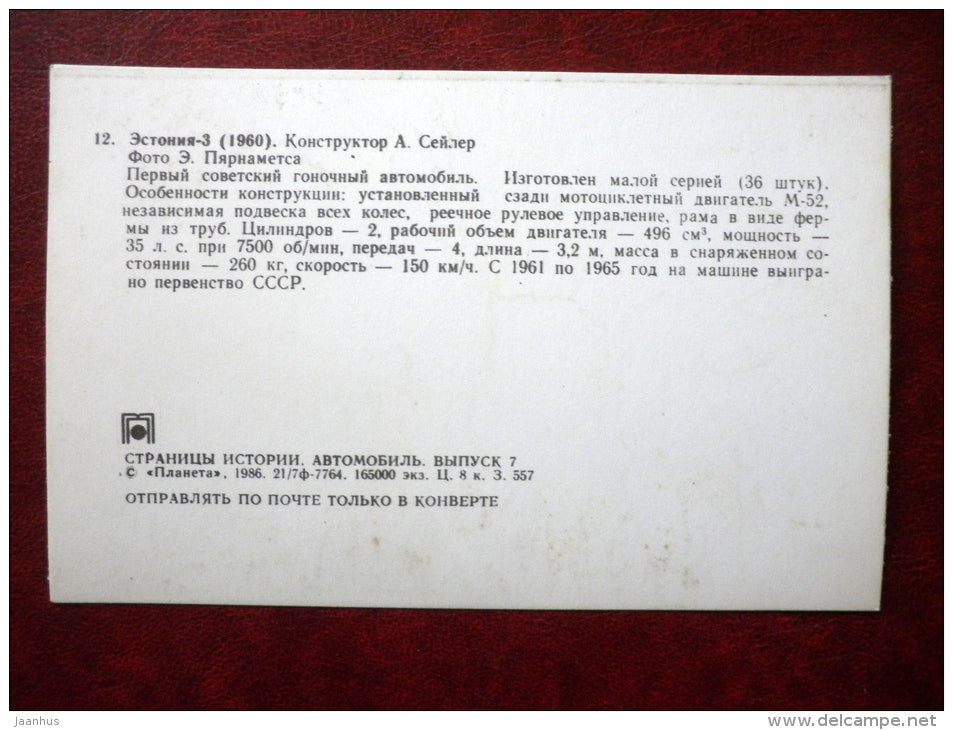 12. Эстония-3 (1960). Конструктор А. Сейлер
Фото Э. Пярнаметса
Первый советский гоночный автомобиль. Изготовлен малой серией (36 штук).
Особенности конструкции: установленный сзади мотоциклетный двигатель М-52,
независимая подвеска всех колес, реечное рулевое управление, рама в виде фер-
мы из труб. Цилиндров — 2, рабочий объем двигателя — 496 см³, мощность —
35 л. с. при 7500 об/мин, передач — 4, длина — 3,2 м, масса в снаряженном со-
стоянии — 260 кг, скорость — 150 км/ч. С 1961 по 1965 год на машине выигра-
но первенство СССР.
СТРАНИЦЫ ИСТОРИИ. АВТОМОБИЛЬ. ВЫПУСК 7
© «Планета», 1986. 21/7ф-7764. 165000 экз. Ц. 8 к. З. 557
ОТПРАВЛЯТЬ ПО ПОЧТЕ ТОЛЬКО В КОНВЕРТЕ
jaanhus
www.delcampe.net